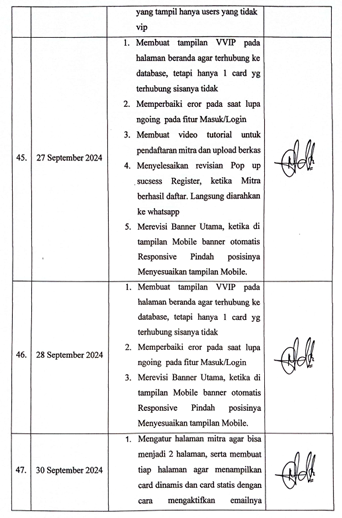 yang tampil hanya users yang tidak
vip
1. Membuat tampilan VVIP pada
halaman beranda agar terhubung ke
database, tetapi hanya 1 card yg
terhubung sisanya tidak
2. Memperbaiki eror pada saat lupa
ngoing pada fitur Masuk/Login
3. Membuat video tutorial untuk
pendaftaran mitra dan upload berkas
45. 27 September 2024
4. Menyelesaikan revisian Pop up
sucsess Register, ketika Mitra
berhasil daftar. Langsung diarahkan
ke whatsapp
5. Merevisi Banner Utama, ketika di
tampilan Mobile banner otomatis
Responsive Pindah posisinya
Menyesuaikan tampilan Mobile.
1. Membuat tampilan VVIP pada
halaman beranda agar terhubung ke
database, tetapi hanya 1 card yg
terhubung sisanya tidak
46. 28 September 2024
2. Memperbaiki eror pada saat lupa
ngoing pada fitur Masuk/Login
3. Merevisi Banner Utama, ketika di
tampilan Mobile banner otomatis
Responsive Pindah posisinya
Menyesuaikan tampilan Mobile.
1. Mengatur halaman mitra agar bisa
menjadi 2 halaman, serta membuat
47. 30 September 2024
tiap halaman agar menampilkan
card dinamis dan card statis dengan
cara mengaktifkan emailnya